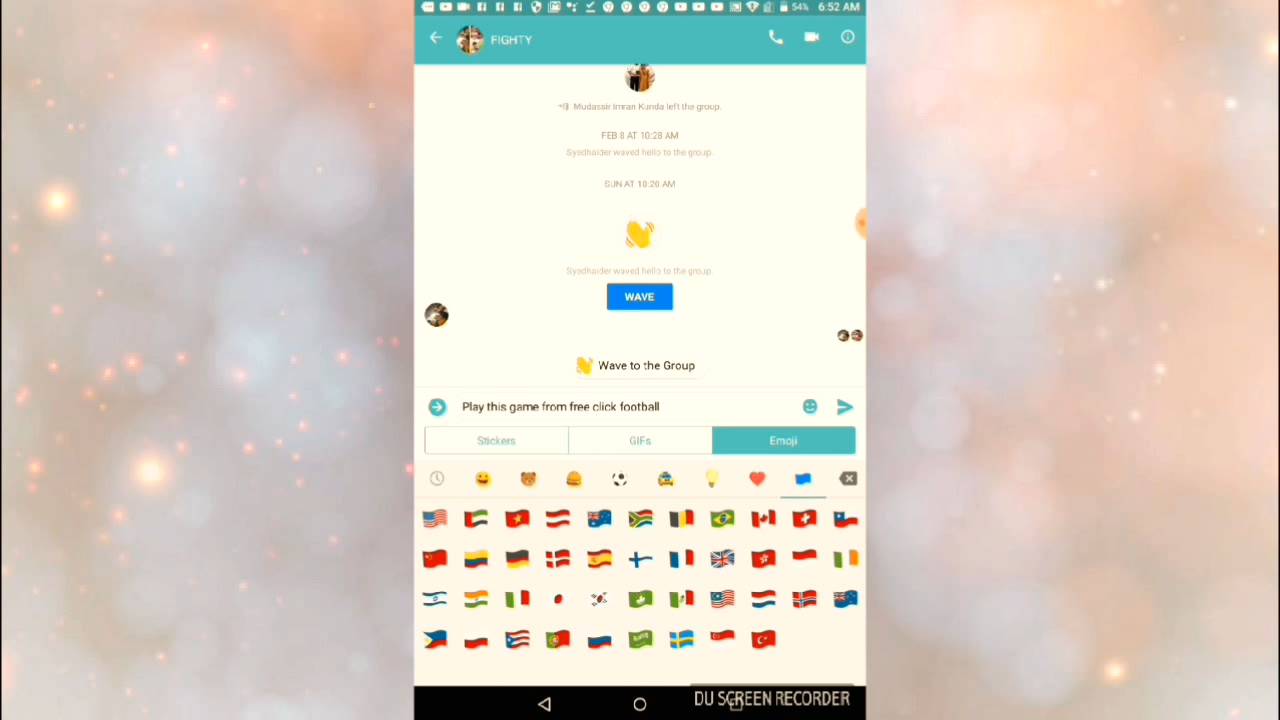 54% 6:52 AM
FIGHTY
Mudassir Imran Kunda left the group.
FEB 8 AT 10:28 AM
Syedhaider waved hello to the group.
SUN AT 10:20 AM
Syedhaider waved hello to the group.
WAVE
Wave to the Group
Play this game from free click football
Stickers GIFs Emoji
DU SCREEN RECORDER